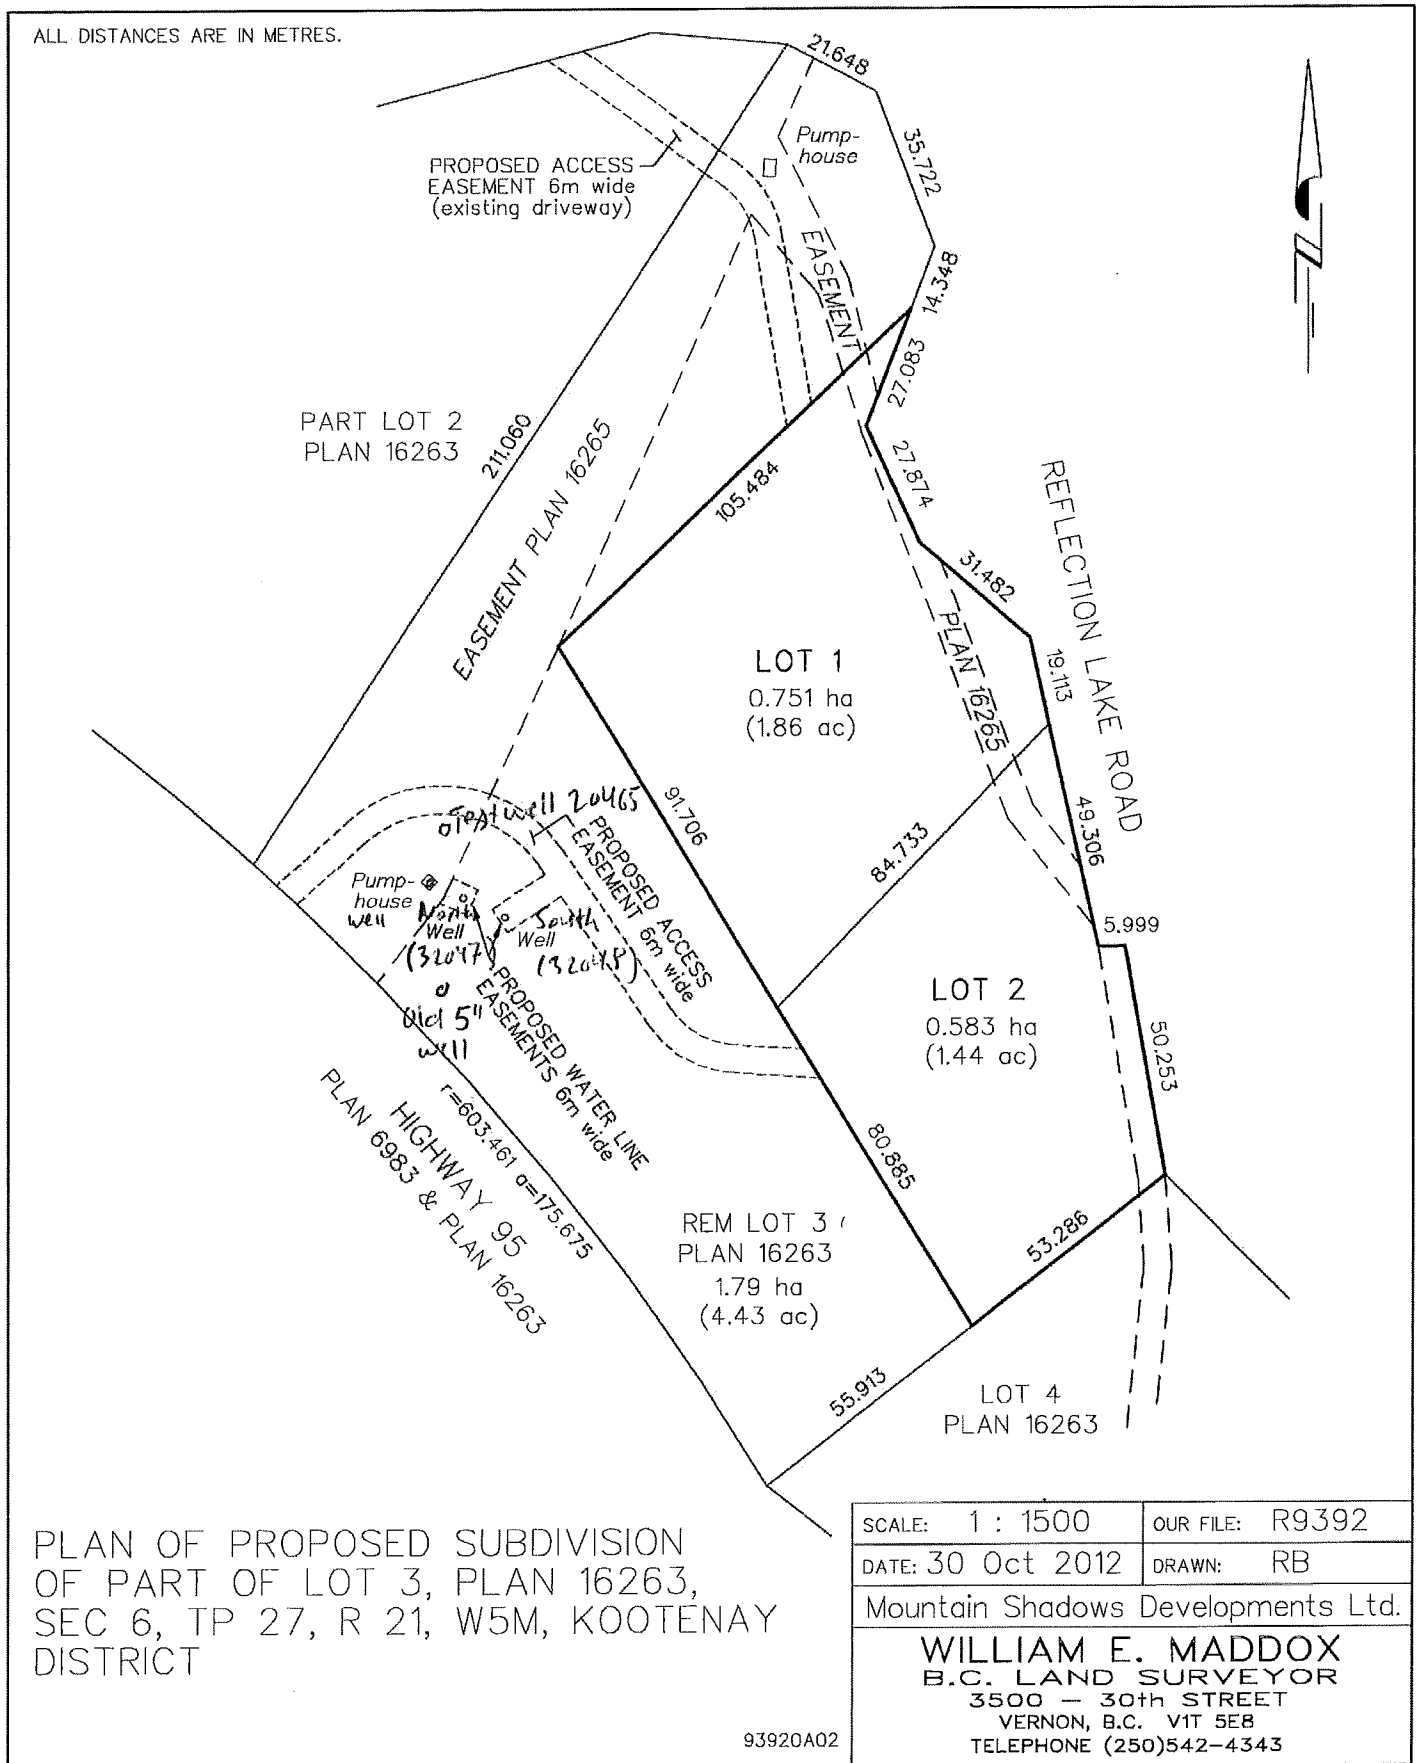 ALL DISTANCES ARE IN METRES.
21.648
Pump-
house
35.722
PROPOSED ACCESS
EASEMENT 6m wide
(existing driveway)
EASEMENT
14.348
27.083
PART LOT 2
PLAN 16263
211.060
EASEMENT PLAN 16265
105.484
27.874
REFLECTION LAKE ROAD
31.482
PLAN 16265
19.113
LOT 1
0.751 ha
(1.86 ac)
91.706
84.733
49.306
well 20465
PROPOSED ACCESS
EASEMENT 6m wide
Pump-
house
well
North
Well
(32047)
South
Well
(32048)
Old 5"
well
PROPOSED WATER LINE
EASEMENTS 6m wide
5.999
LOT 2
0.583 ha
(1.44 ac)
50.253
r=603.461 a=175.675
HIGHWAY 95
PLAN 6983 & PLAN 16263
80.885
REM LOT 3
PLAN 16263
1.79 ha
(4.43 ac)
53.286
55.913
LOT 4
PLAN 16263
PLAN OF PROPOSED SUBDIVISION
OF PART OF LOT 3, PLAN 16263,
SEC 6, TP 27, R 21, W5M, KOOTENAY
DISTRICT
93920A02
SCALE: 1 : 1500 OUR FILE: R9392
DATE: 30 Oct 2012 DRAWN: RB
Mountain Shadows Developments Ltd.
WILLIAM E. MADDOX
B.C. LAND SURVEYOR
3500 — 30th STREET
VERNON, B.C. V1T 5E8
TELEPHONE (250)542-4343